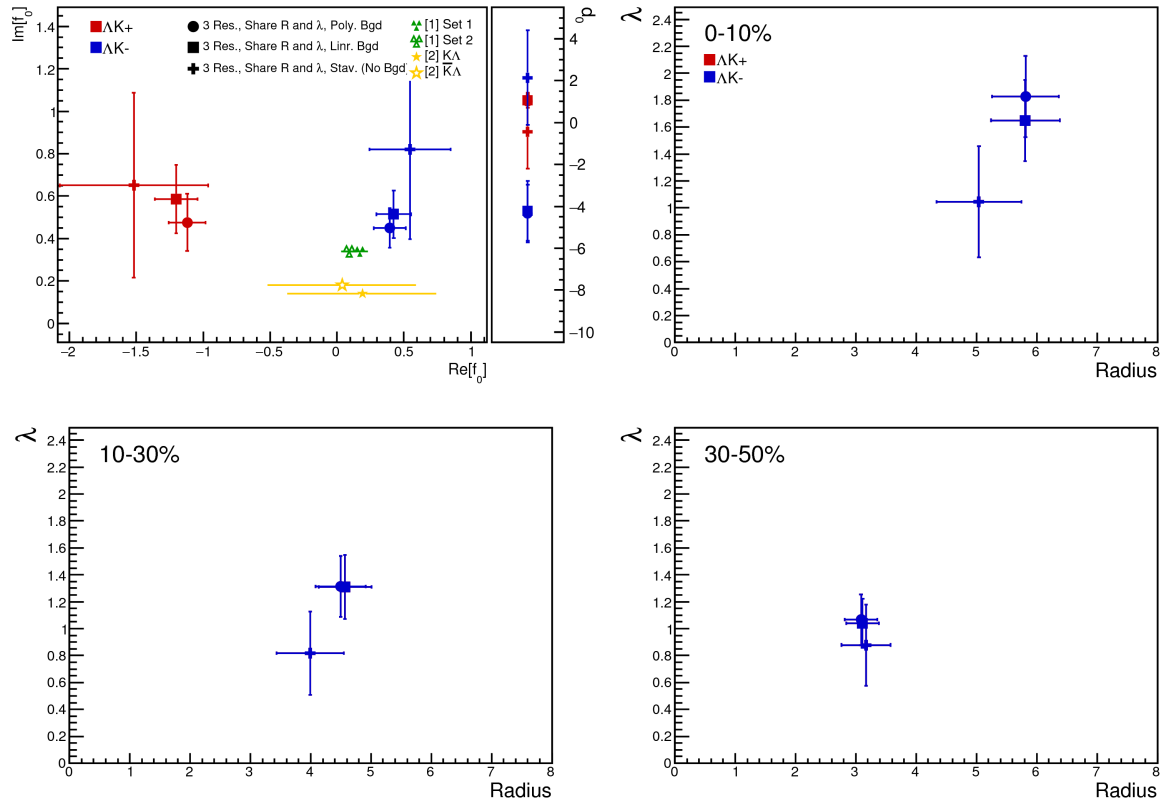 Im[f0]
1.4
1.2
1
0.8
0.6
0.4
0.2
0
ΛK+
ΛK-
3 Res., Share R and λ, Poly. Bgd
3 Res., Share R and λ, Linr. Bgd
3 Res., Share R and λ, Stav. (No Bgd
[1] Set 1
[1] Set 2
[2] KΛ
[2] K̅Λ
−2 −1.5 −1 −0.5 0 0.5 1
Re[f0]
d0
4
2
0
−2
−4
−6
−8
−10
λ
2.4
2.2
2
1.8
1.6
1.4
1.2
1
0.8
0.6
0.4
0.2
0
0-10%
ΛK+
ΛK-
0 1 2 3 4 5 6 7 8
Radius
λ
2.4
2.2
2
1.8
1.6
1.4
1.2
1
0.8
0.6
0.4
0.2
0
10-30%
0 1 2 3 4 5 6 7 8
Radius
λ
2.4
2.2
2
1.8
1.6
1.4
1.2
1
0.8
0.6
0.4
0.2
0
30-50%
0 1 2 3 4 5 6 7 8
Radius